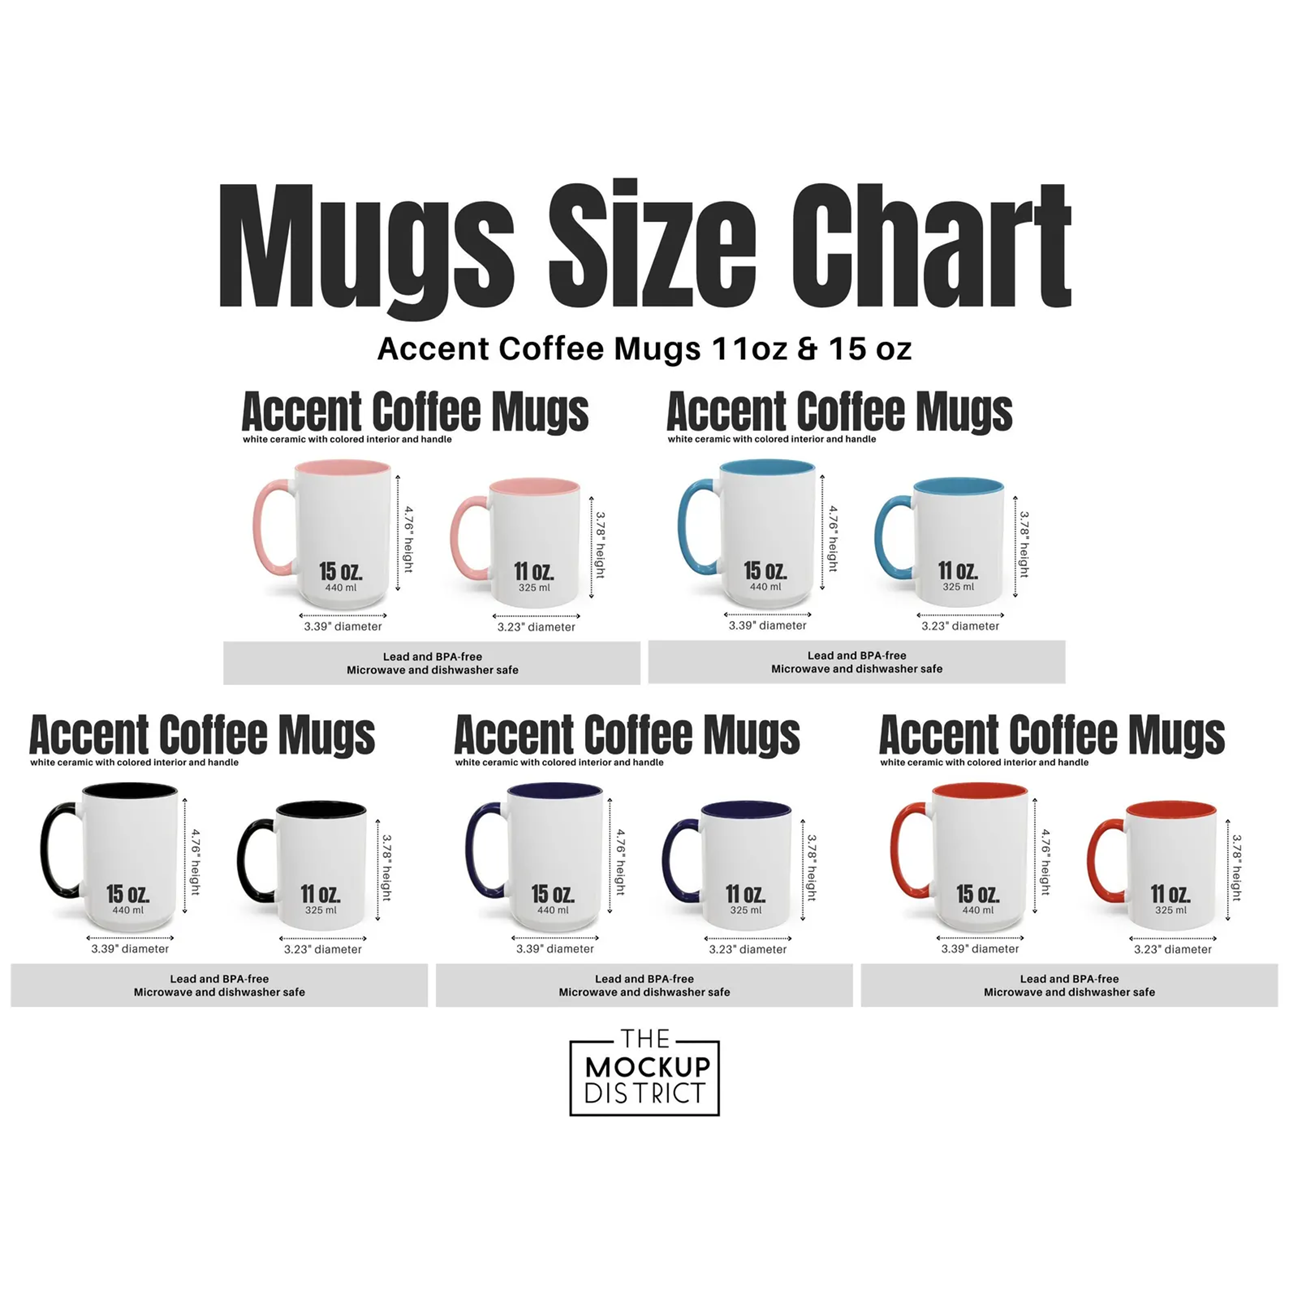 Mugs Size Chart
Accent Coffee Mugs 11oz & 15 oz
Accent Coffee Mugs
white ceramic with colored interior and handle
15 oz.
440 ml
4.76" height
3.39" diameter
11 oz.
325 ml
3.78" height
3.23" diameter
Lead and BPA-free
Microwave and dishwasher safe
Accent Coffee Mugs
white ceramic with colored interior and handle
15 oz.
440 ml
4.76" height
3.39" diameter
11 oz.
325 ml
3.78" height
3.23" diameter
Lead and BPA-free
Microwave and dishwasher safe
Accent Coffee Mugs
white ceramic with colored interior and handle
15 oz.
440 ml
4.76" height
3.39" diameter
11 oz.
325 ml
3.78" height
3.23" diameter
Lead and BPA-free
Microwave and dishwasher safe
Accent Coffee Mugs
white ceramic with colored interior and handle
15 oz.
440 ml
4.76" height
3.39" diameter
11 oz.
325 ml
3.78" height
3.23" diameter
Lead and BPA-free
Microwave and dishwasher safe
Accent Coffee Mugs
white ceramic with colored interior and handle
15 oz.
440 ml
4.76" height
3.39" diameter
11 oz.
325 ml
3.78" height
3.23" diameter
Lead and BPA-free
Microwave and dishwasher safe
THE
MOCKUP
DISTRICT